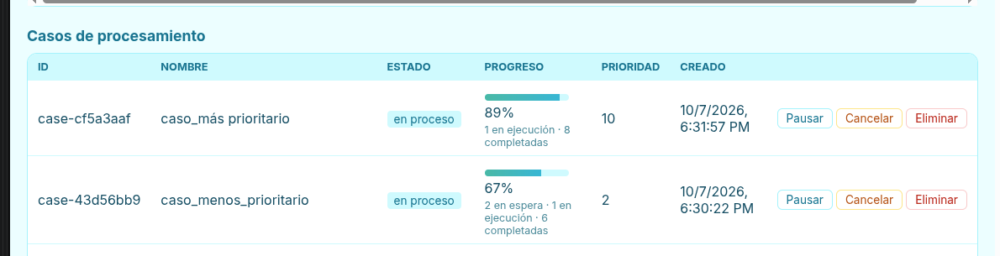 Casos de procesamiento
ID NOMBRE ESTADO PROGRESO PRIORIDAD CREADO
case-cf5a3aaf caso_más prioritario en proceso 89% 10 10/7/2026, Pausar Cancelar Eliminar
6:31:57 PM
1 en ejecución · 8
completadas
case-43d56bb9 caso_menos_prioritario en proceso 67% 2 10/7/2026, Pausar Cancelar Eliminar
6:30:22 PM
2 en espera · 1 en
ejecución · 6
completadas